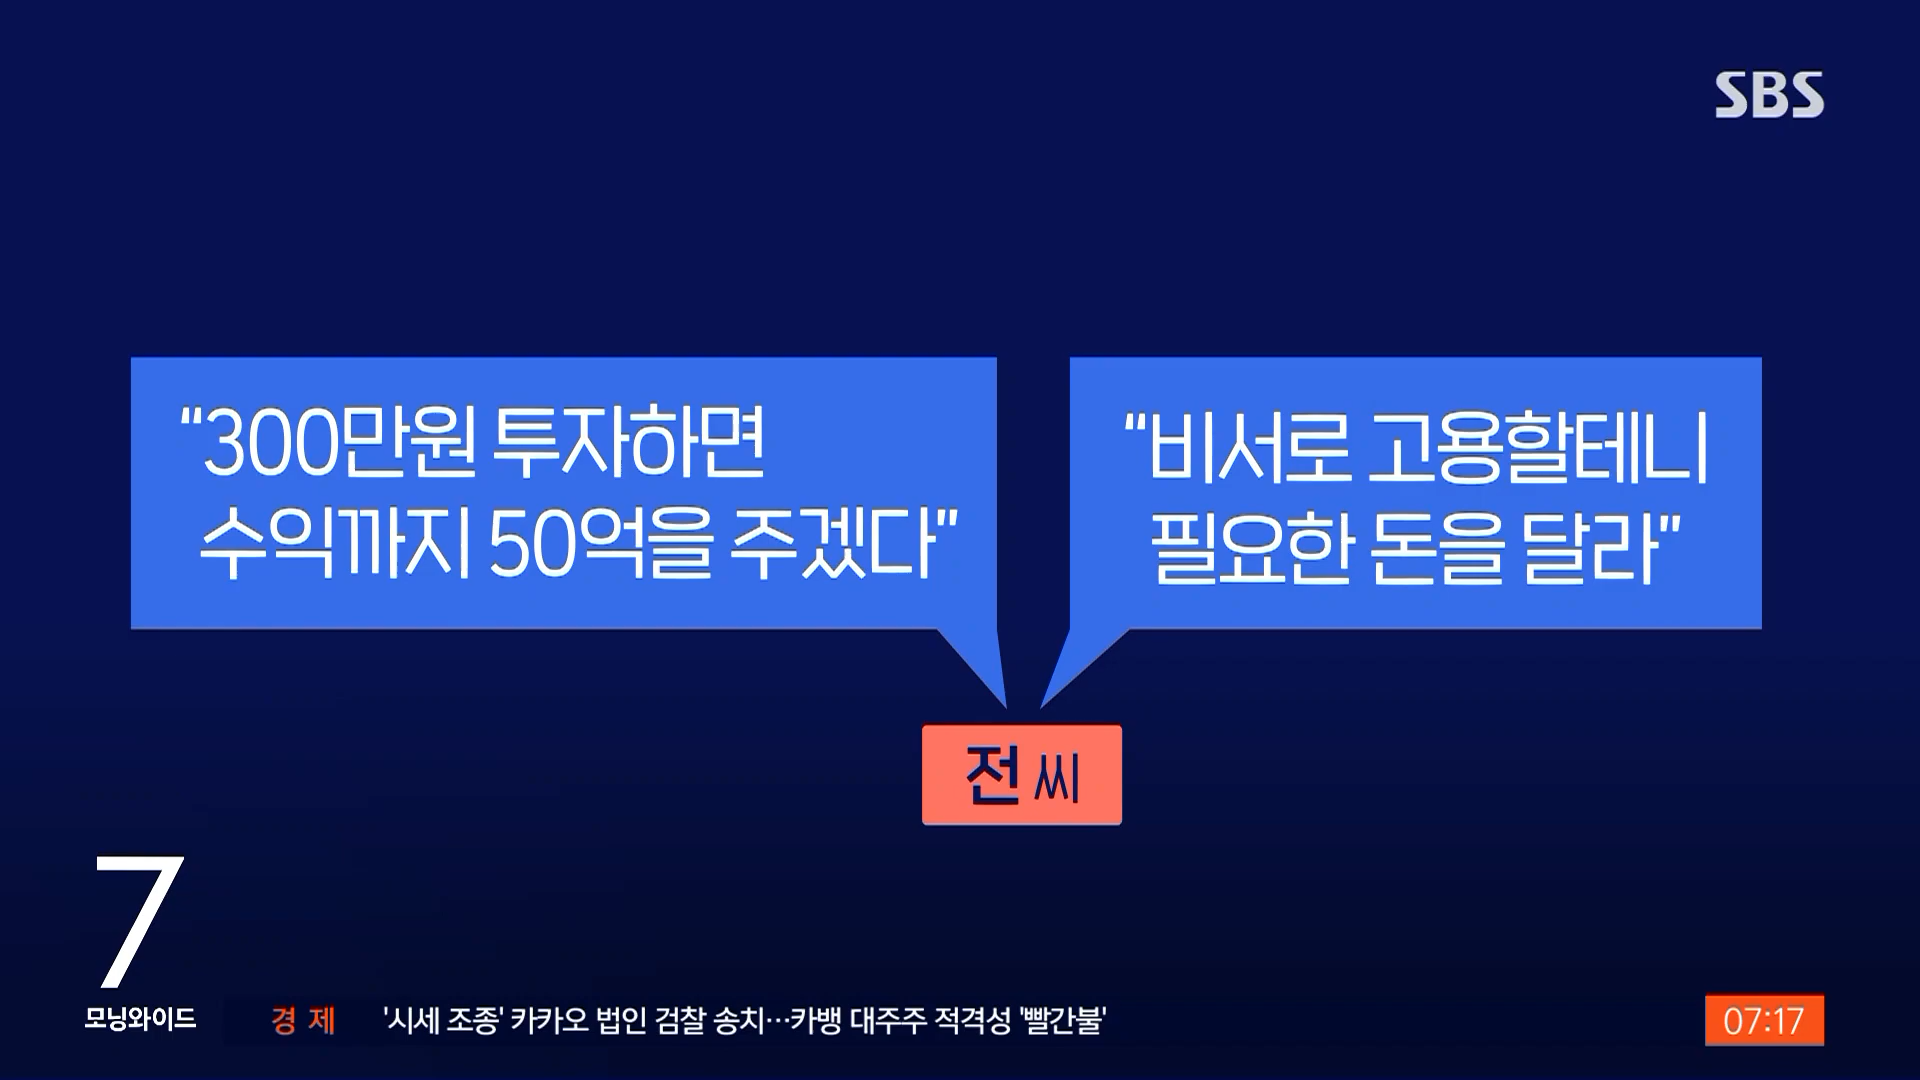 SBS
“300만원 투자하면
수익까지 50억을 주겠다”
“비서로 고용할테니
필요한 돈을 달라”
전 씨
7
모닝와이드
경 제 '시세 조종' 카카오 법인 검찰 송치…카뱅 대주주 적격성 '빨간불'
07:17